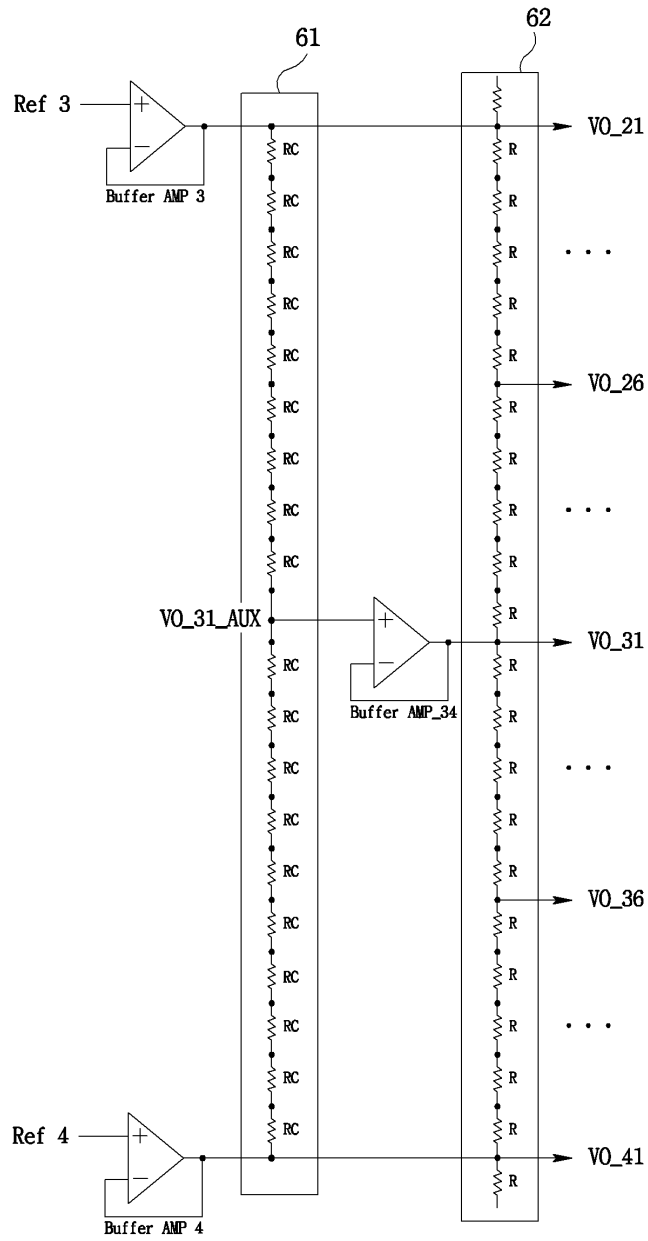 61
62
Ref 3
+
VO_21
−
RC R
Buffer AMP 3
RC R
RC R . . .
RC R
RC R
VO_26
RC R
RC R
RC R . . .
RC R
R
VO_31_AUX
+
VO_31
−
RC R
Buffer AMP_34
RC R
RC R . . .
RC R
RC R
VO_36
RC R
RC R
RC R . . .
RC R
RC R
Ref 4
+
VO_41
−
R
Buffer AMP 4